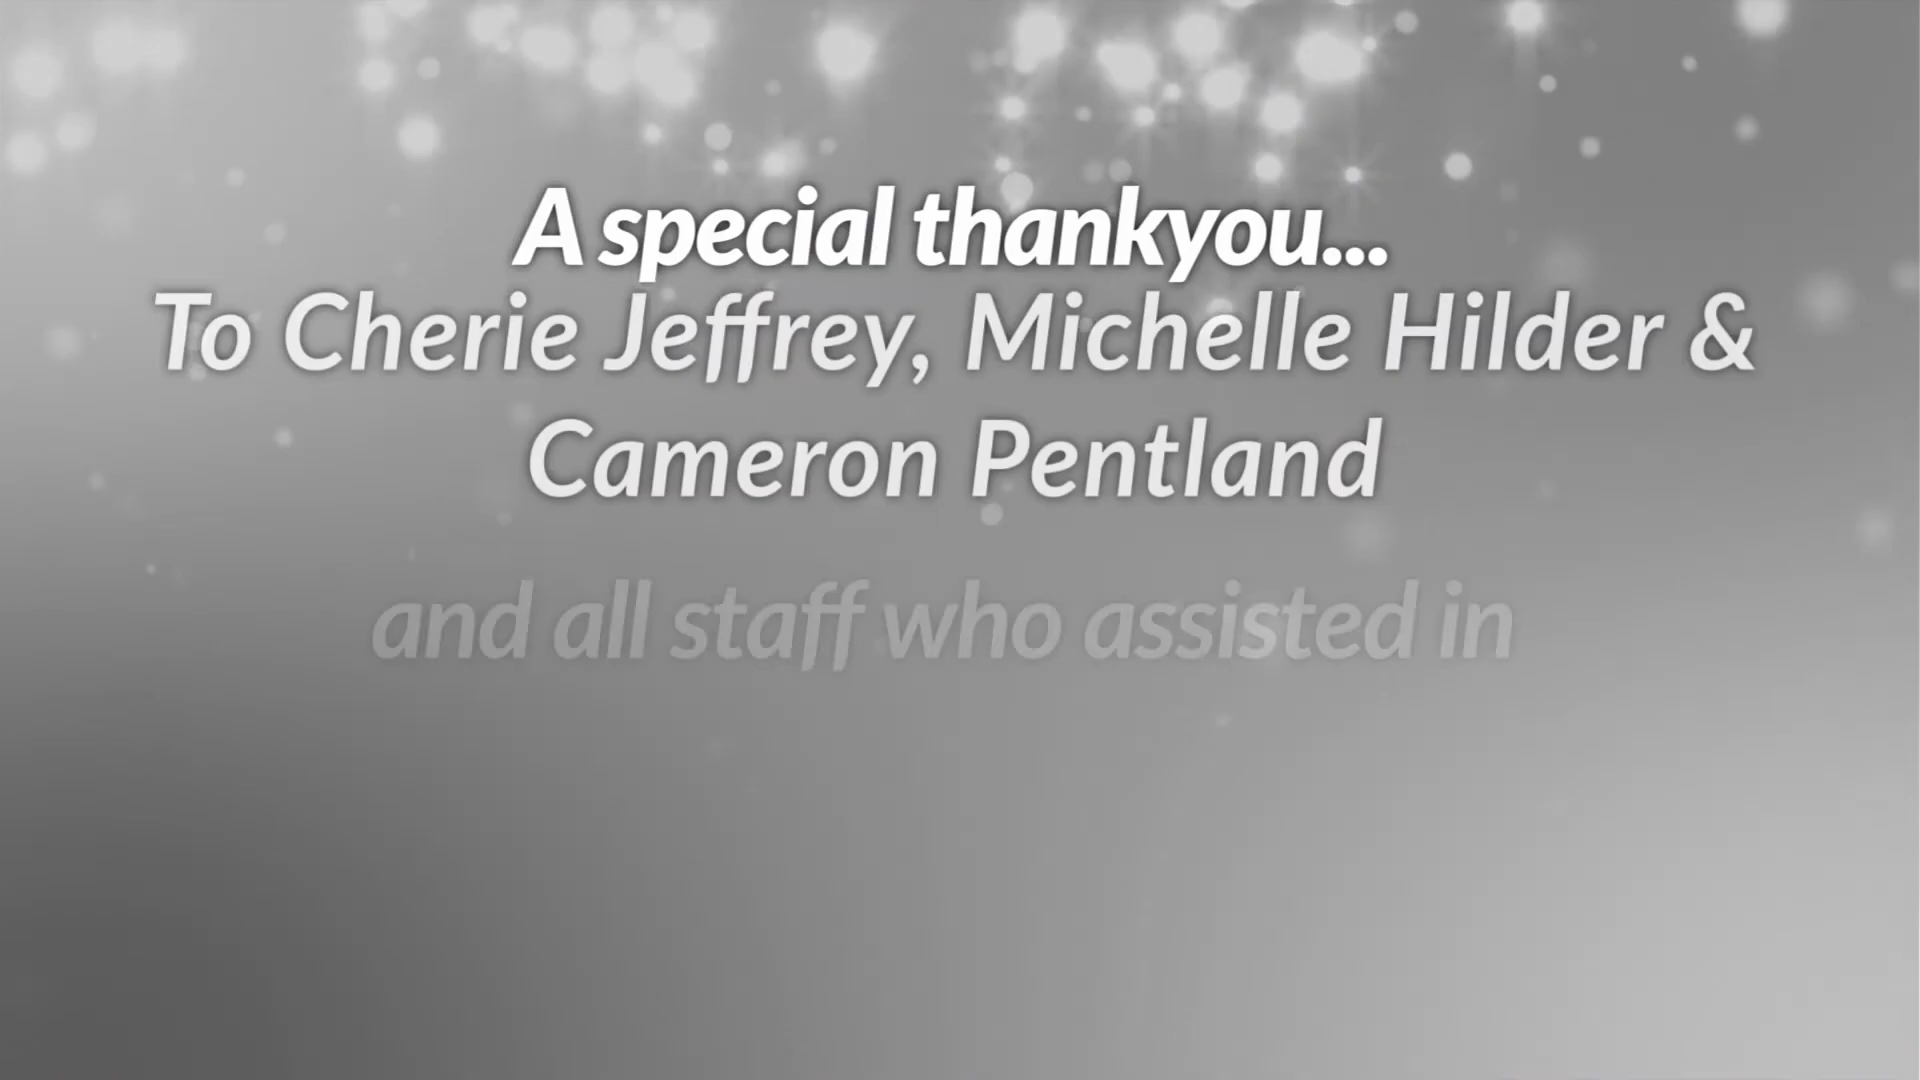 A special thankyou...
To Cherie Jeffrey, Michelle Hilder &
Cameron Pentland
and all staff who assisted in